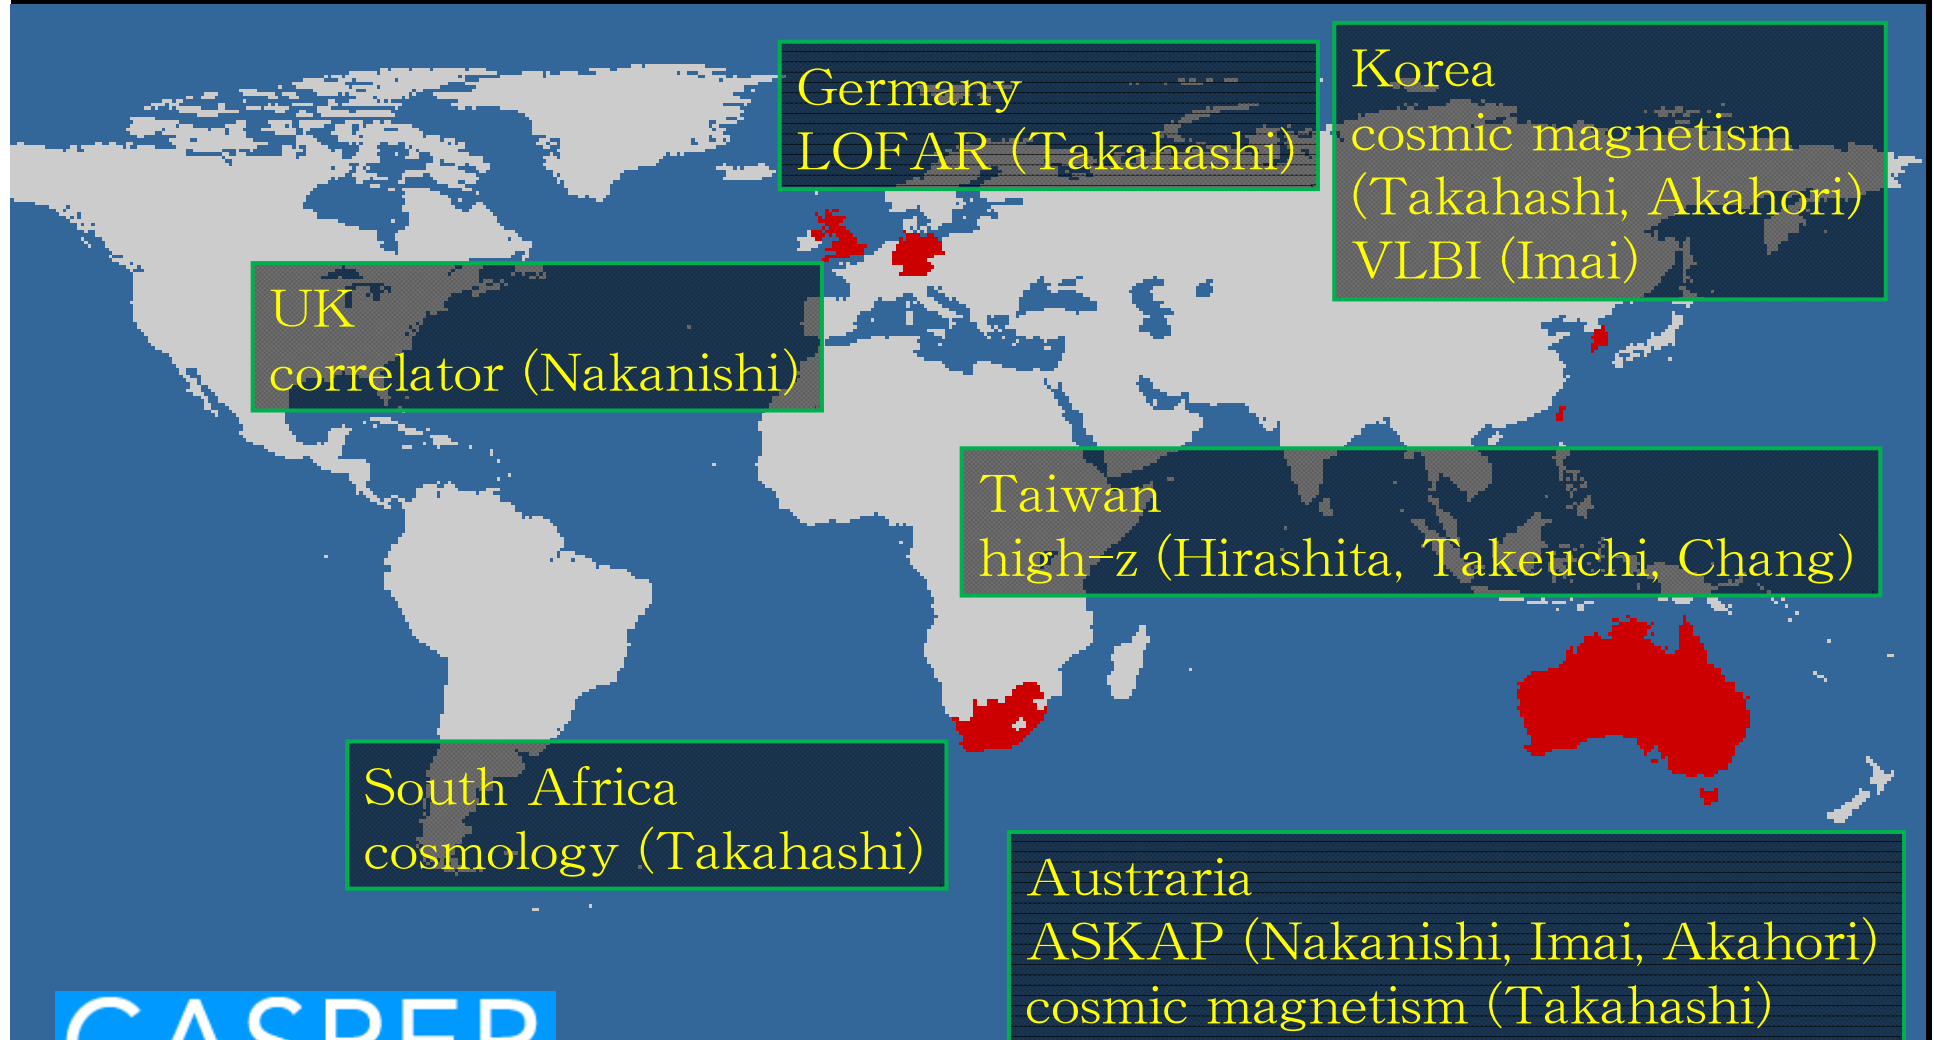 Germany
LOFAR (Takahashi)
Korea
cosmic magnetism
(Takahashi, Akahori)
VLBI (Imai)
UK
correlator (Nakanishi)
Taiwan
high-z (Hirashita, Takeuchi, Chang)
South Africa
cosmology (Takahashi)
Austraria
ASKAP (Nakanishi, Imai, Akahori)
cosmic magnetism (Takahashi)
CASPER